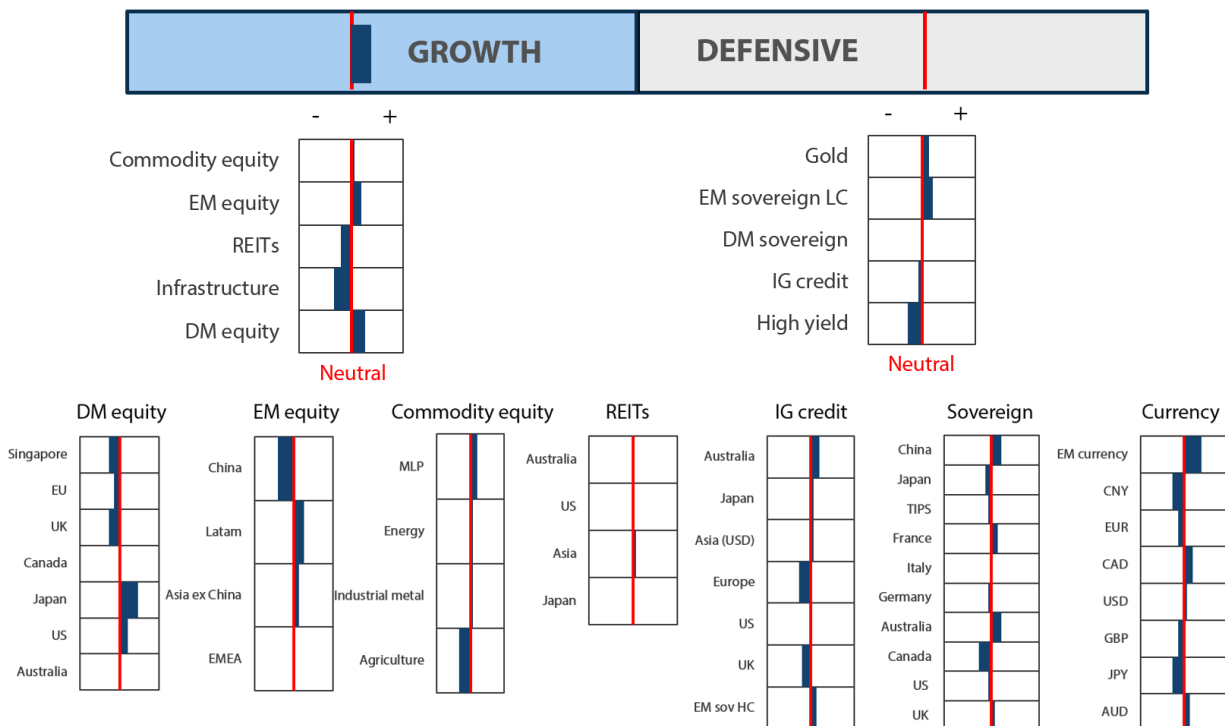 GROWTH DEFENSIVE
- +
Commodity equity
EM equity
REITs
Infrastructure
DM equity
Neutral
- +
Gold
EM sovereign LC
DM sovereign
IG credit
High yield
Neutral
DM equity
Singapore
EU
UK
Canada
Japan
US
Australia
EM equity
China
Latam
Asia ex China
EMEA
Commodity equity
MLP
Energy
Industrial metal
Agriculture
REITs
Australia
US
Asia
Japan
IG credit
Australia
Japan
Asia (USD)
Europe
US
UK
EM sov HC
Sovereign
China
Japan
TIPS
France
Italy
Germany
Australia
Canada
US
UK
Currency
EM currency
CNY
EUR
CAD
USD
GBP
JPY
AUD